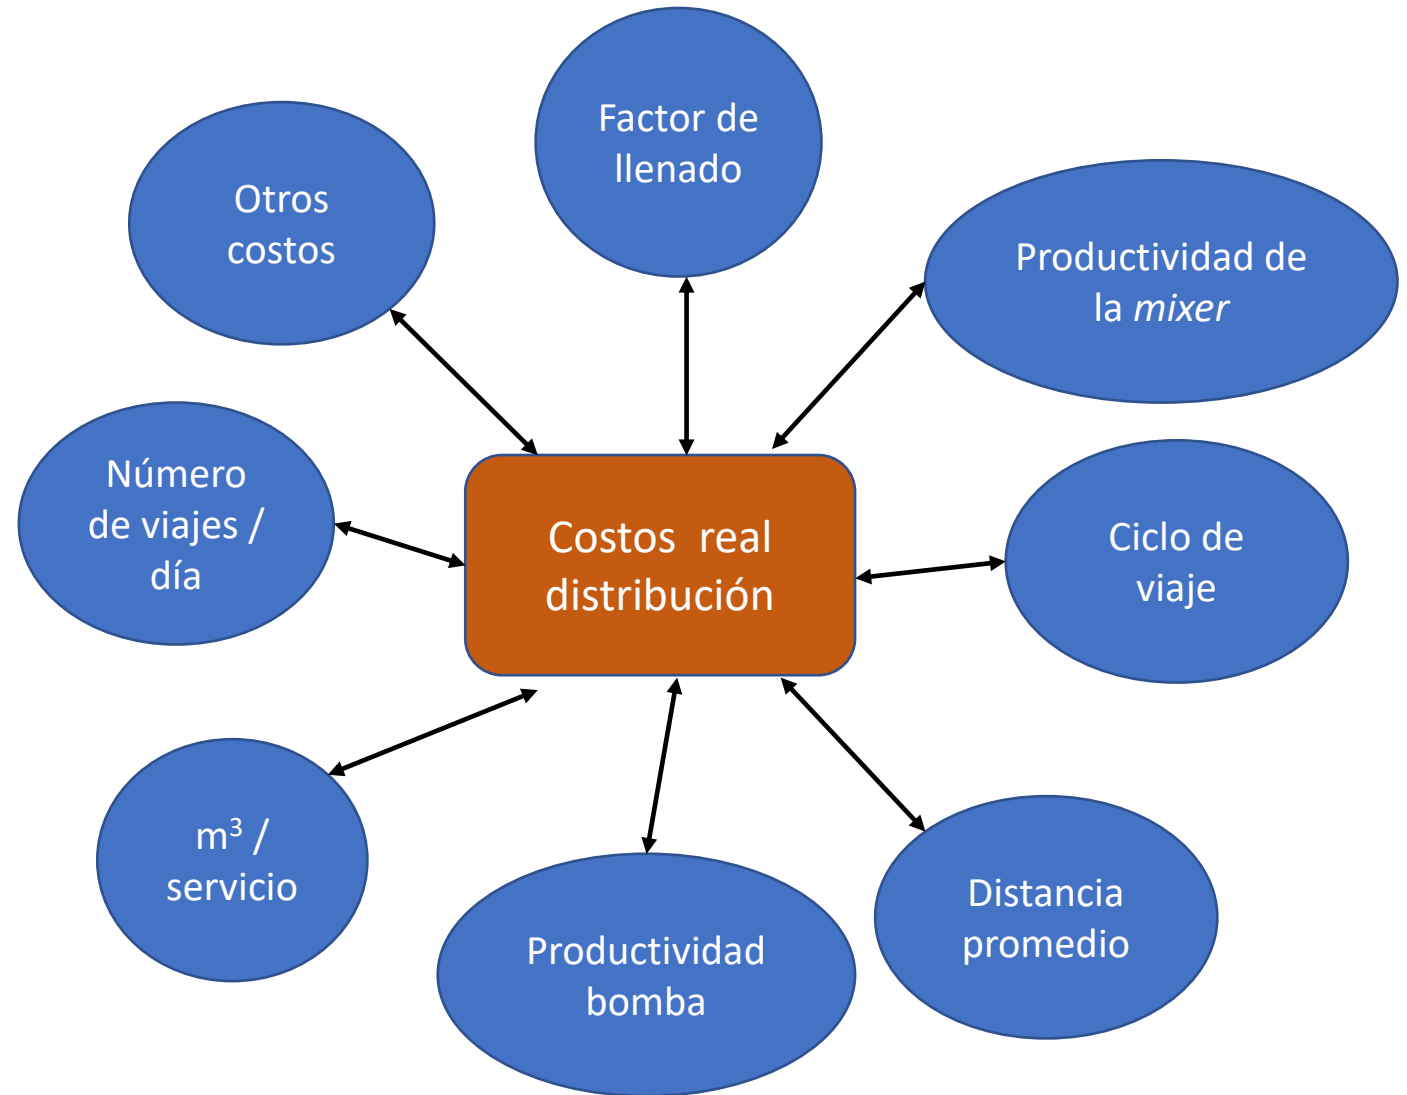 Factor de
llenado
Otros
costos
Productividad de
la mixer
Número
de viajes /
día
Costos  real
distribución
Ciclo de
viaje
m³ /
servicio
Productividad
bomba
Distancia
promedio